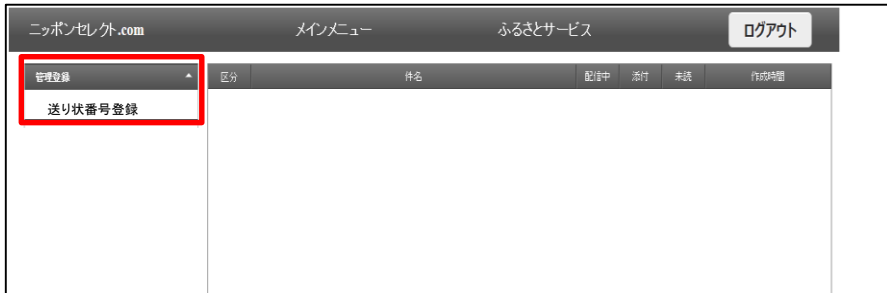 ニッポンセレクト.com メインメニュー ふるさとサービス ログアウト
管理登録 区分 件名 配信中 添付 未読 作成時間
送り状番号登録